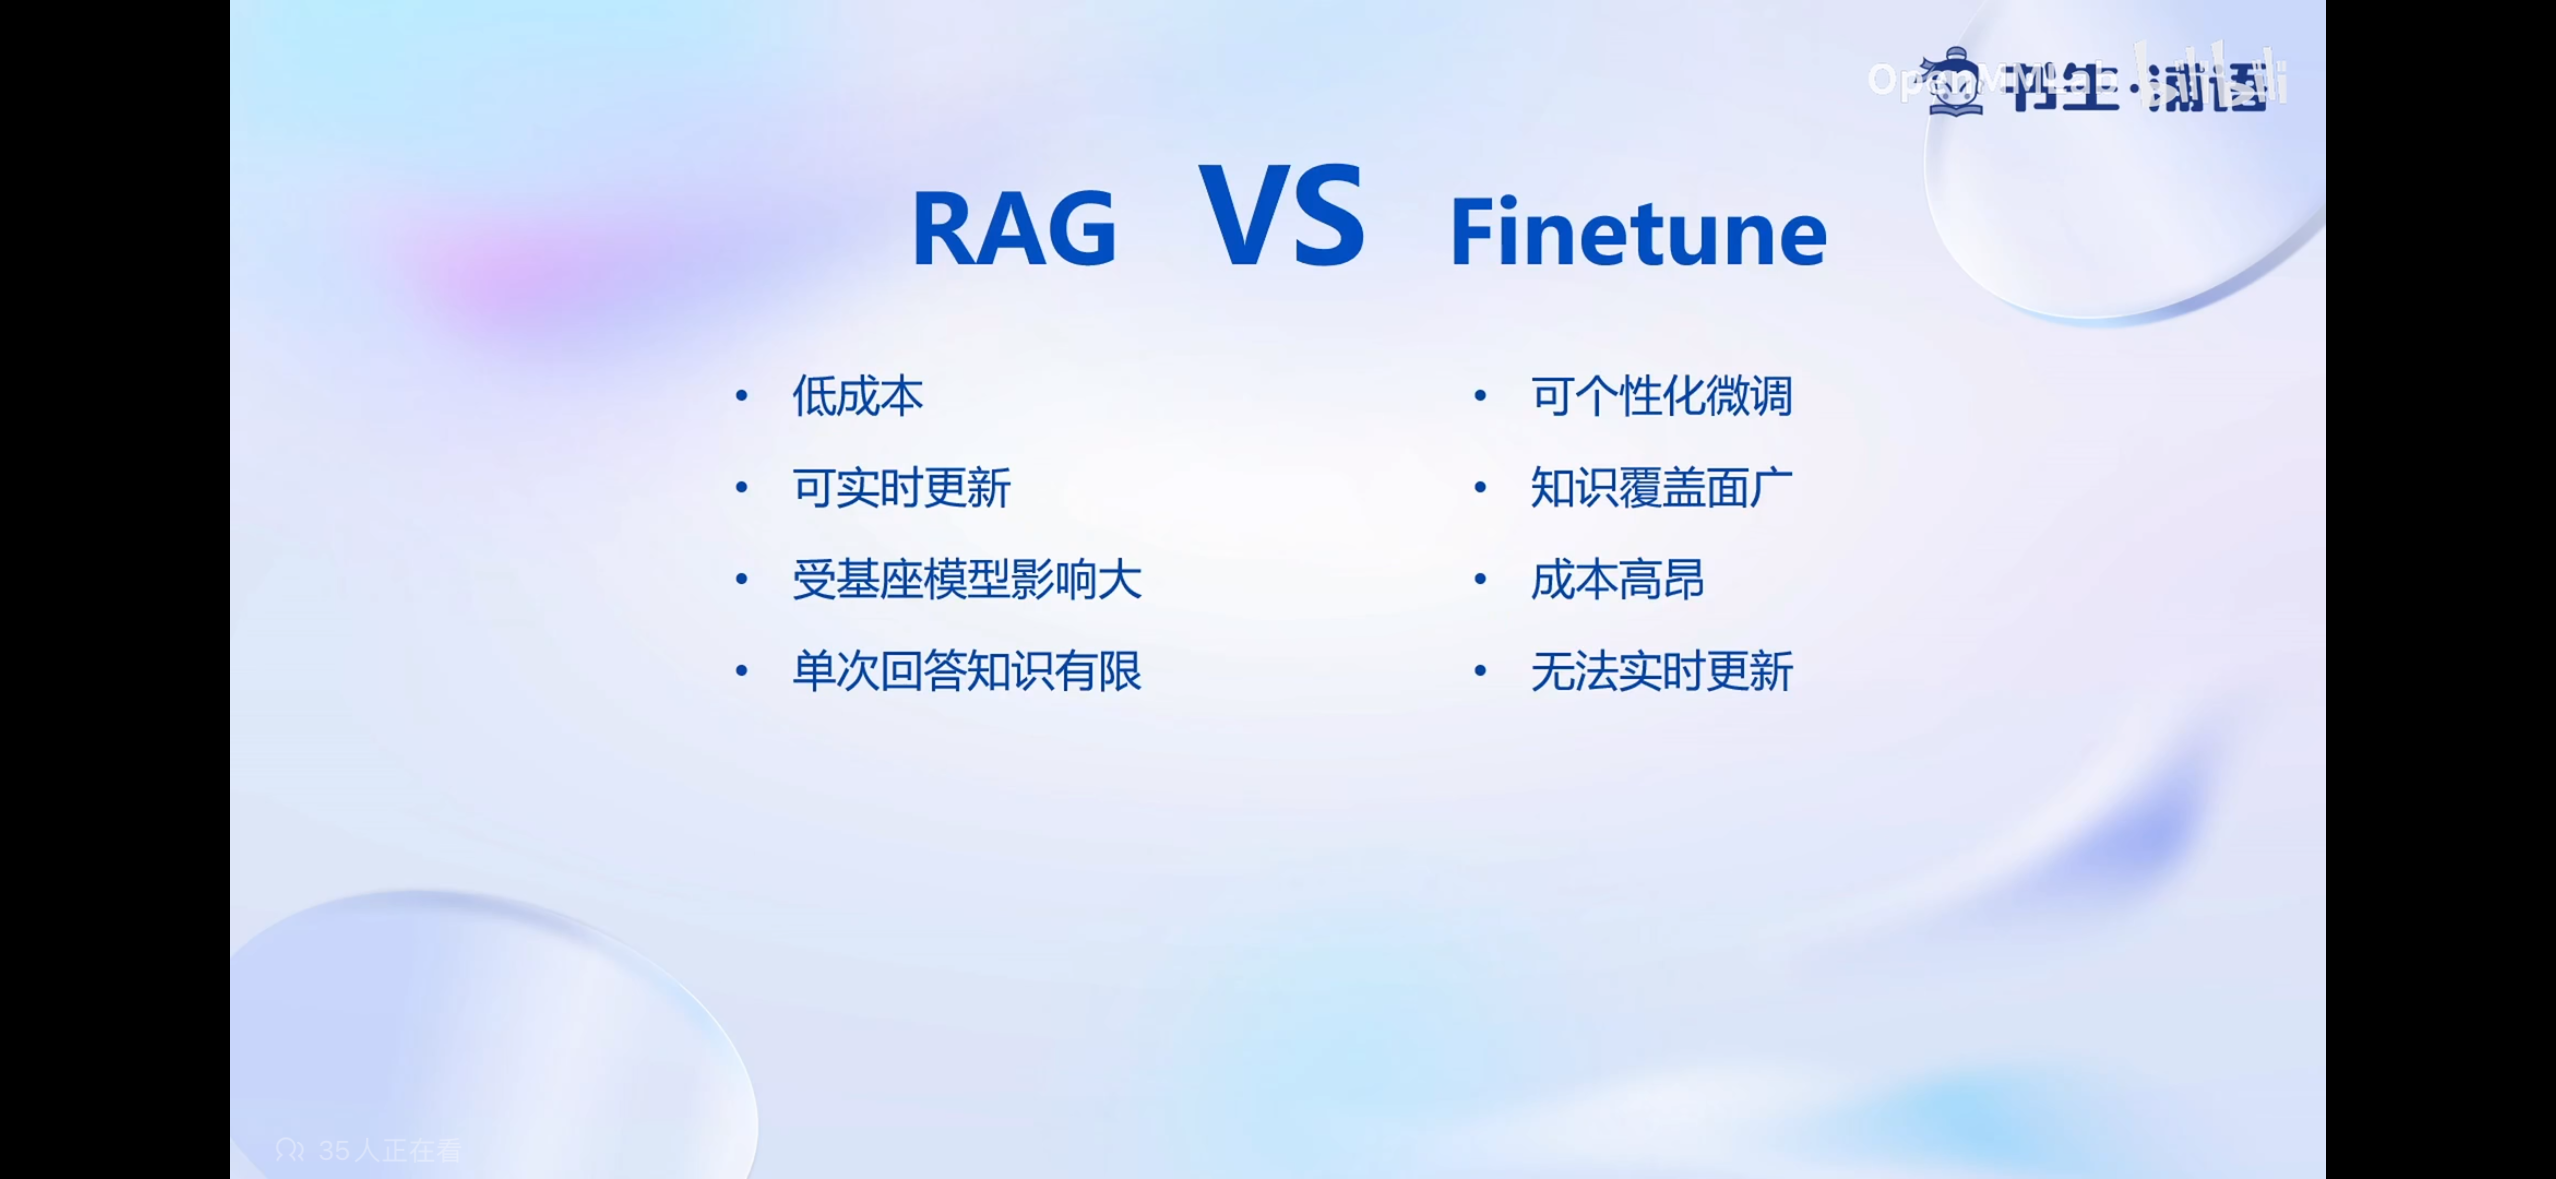 OpenMMLab bilibili
书生·浦语
RAG VS Finetune
• 低成本
• 可实时更新
• 受基座模型影响大
• 单次回答知识有限
• 可个性化微调
• 知识覆盖面广
• 成本高昂
• 无法实时更新
35人正在看